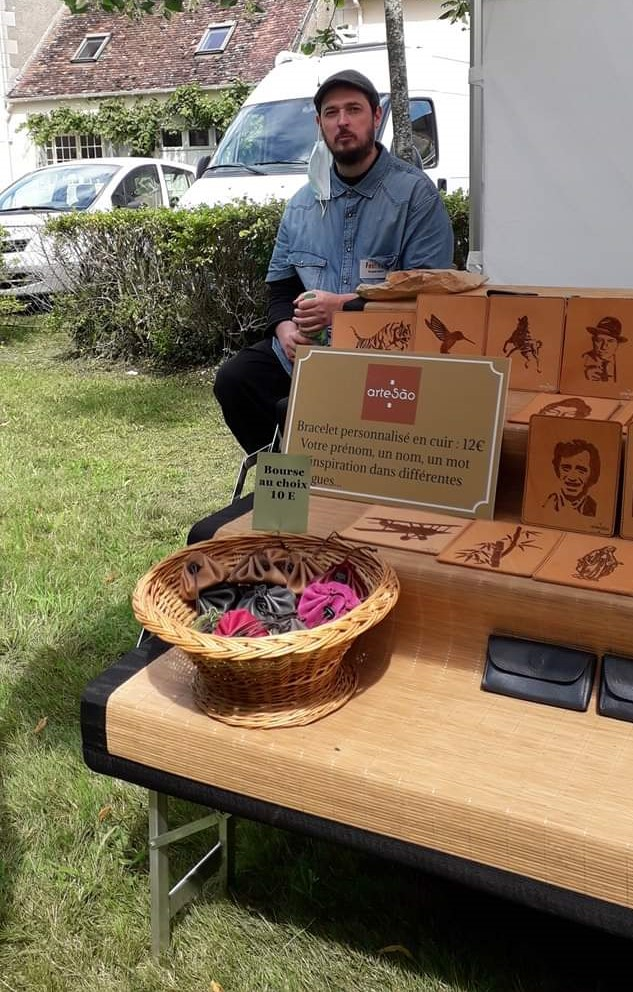 arteSão
Bracelet personnalisé en cuir : 12€
Votre prénom, un nom, un mot
inspiration dans différentes
gues...
Bourse
au choix
10 E